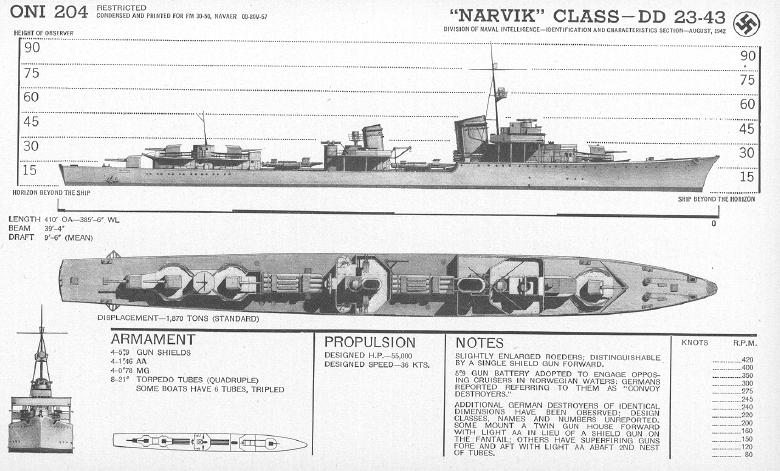 ONI 204
RESTRICTED
CONDENSED AND PRINTED FOR FM 30-50, NAVAER 00-80V-57
"NARVIK" CLASS—DD 23-43
DIVISION OF NAVAL INTELLIGENCE—IDENTIFICATION AND CHARACTERISTICS SECTION—AUGUST, 1942
HEIGHT OF OBSERVER
90 90
75 75
60 60
45 45
30 30
15 15
HORIZON BEYOND THE SHIP
SHIP BEYOND THE HORIZON
0
LENGTH 410' OA—385'-6" WL
BEAM 39'-4"
DRAFT 9'-6" (MEAN)
DISPLACEMENT—1,870 TONS (STANDARD)
ARMAMENT
4-5"9 GUN SHIELDS
4-1"46 AA
4-0"78 MG
8-21" TORPEDO TUBES (QUADRUPLE)
SOME BOATS HAVE 6 TUBES, TRIPLED
PROPULSION
DESIGNED H.P.—55,000
DESIGNED SPEED—36 KTS.
NOTES
SLIGHTLY ENLARGED ROEDERS; DISTINGUISHABLE
BY A SINGLE SHIELD GUN FORWARD.
5"9 GUN BATTERY ADOPTED TO ENGAGE OPPOS-
ING CRUISERS IN NORWEGIAN WATERS; GERMANS
REPORTED REFERRING TO THEM AS "CONVOY
DESTROYERS."
ADDITIONAL GERMAN DESTROYERS OF IDENTICAL
DIMENSIONS HAVE BEEN OBESRVED; DESIGN
CLASSES, NAMES AND NUMBERS UNREPORTED.
SOME MOUNT A TWIN GUN HOUSE FORWARD
WITH LIGHT AA IN LIEU OF A SHIELD GUN ON
THE FANTAIL; OTHERS HAVE SUPERFIRING GUNS
FORE AND AFT WITH LIGHT AA ABAFT 2ND NEST
OF TUBES.
KNOTS R.P.M.
420
400
350
300
275
245
240
220
200
160
150
120
80